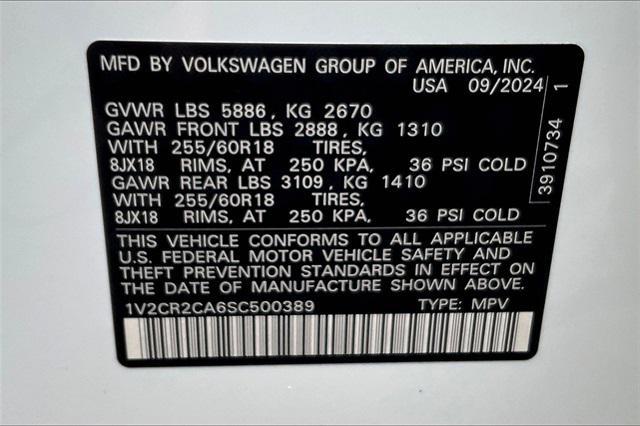 MFD BY VOLKSWAGEN GROUP OF AMERICA, INC.
USA 09/2024
GVWR LBS 5886, KG 2670
GAWR FRONT LBS 2888, KG 1310
WITH 255/60R18 TIRES,
8JX18 RIMS, AT 250 KPA, 36 PSI COLD
GAWR REAR LBS 3109, KG 1410
WITH 255/60R18 TIRES,
8JX18 RIMS, AT 250 KPA, 36 PSI COLD
THIS VEHICLE CONFORMS TO ALL APPLICABLE
U.S. FEDERAL MOTOR VEHICLE SAFETY AND
THEFT PREVENTION STANDARDS IN EFFECT ON
THE DATE OF MANUFACTURE SHOWN ABOVE.
1V2CR2CA6SC500389 TYPE: MPV
3910734 1